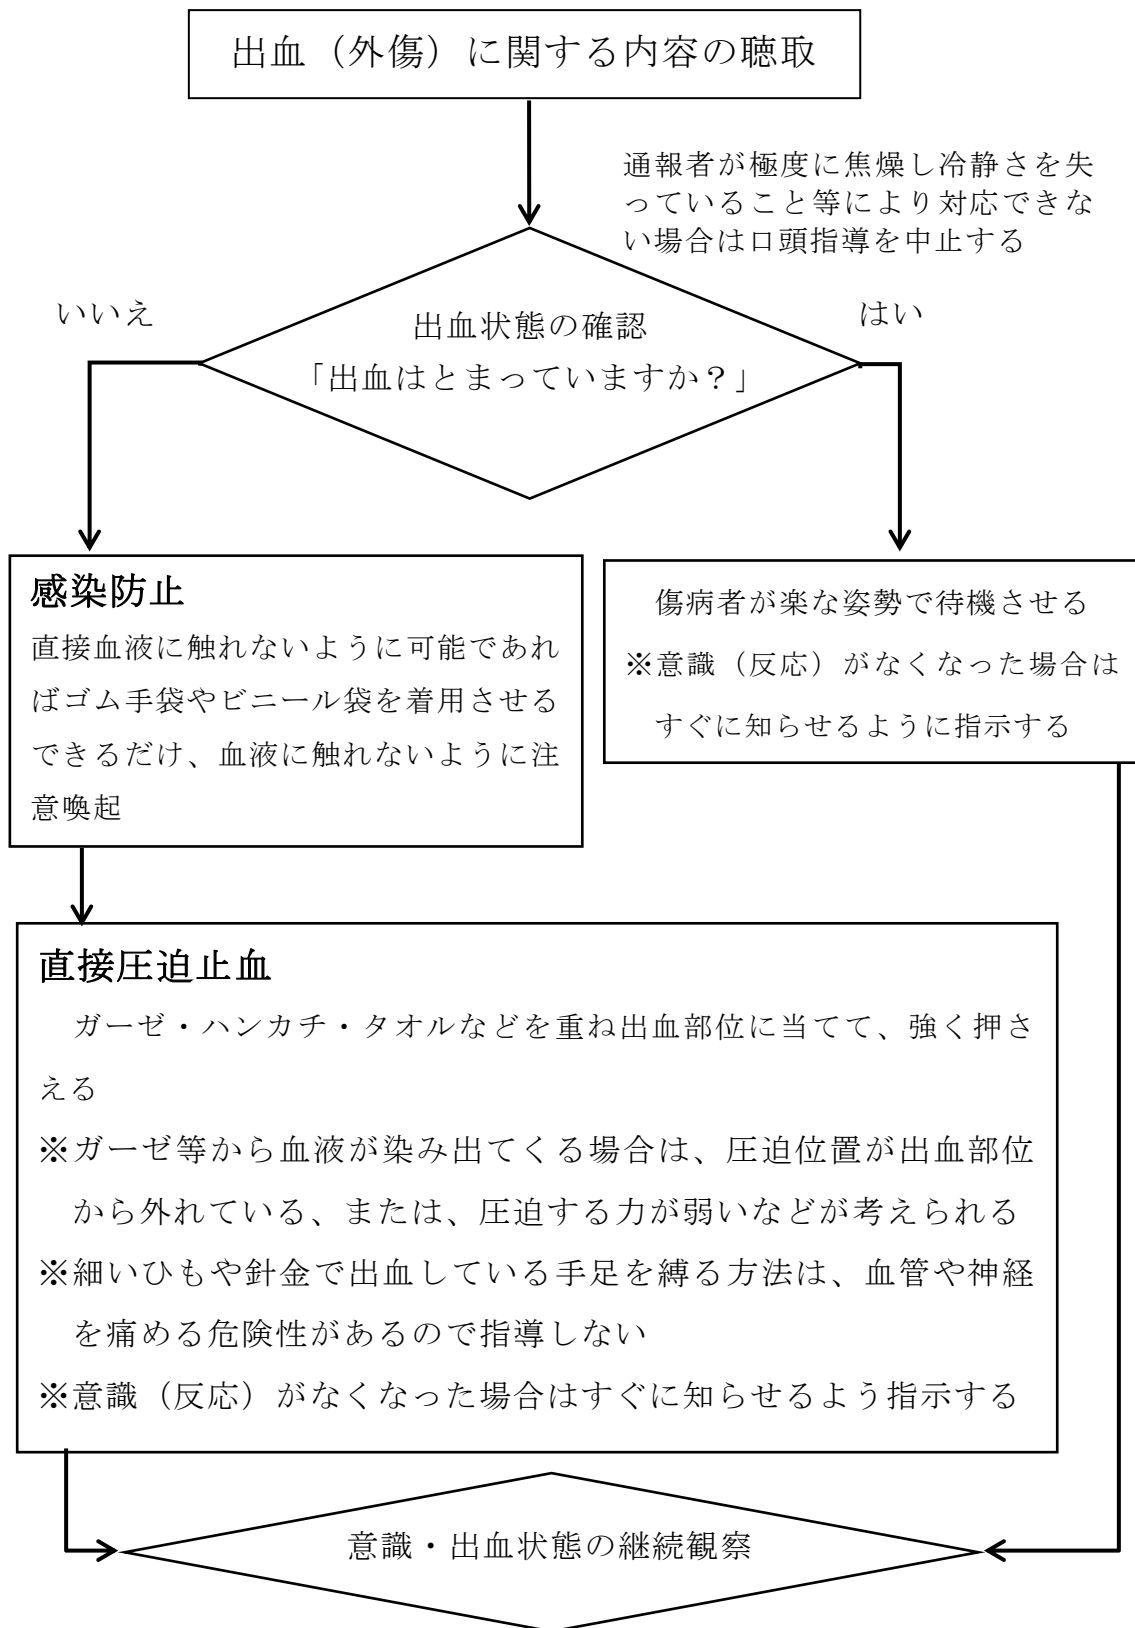 出血（外傷）に関する内容の聴取
通報者が極度に焦燥し冷静さを失
っていること等により対応できな
い場合は口頭指導を中止する
いいえ
はい
出血状態の確認
「出血はとまっていますか？」
感染防止
直接血液に触れないように可能であれ
ばゴム手袋やビニール袋を着用させる
できるだけ、血液に触れないように注
意喚起
傷病者が楽な姿勢で待機させる
※意識（反応）がなくなった場合は
すぐに知らせるように指示する
直接圧迫止血
ガーゼ・ハンカチ・タオルなどを重ね出血部位に当てて、強く押さ
える
※ガーゼ等から血液が染み出てくる場合は、圧迫位置が出血部位
から外れている、または、圧迫する力が弱いなどが考えられる
※細いひもや針金で出血している手足を縛る方法は、血管や神経
を痛める危険性があるので指導しない
※意識（反応）がなくなった場合はすぐに知らせるよう指示する
意識・出血状態の継続観察